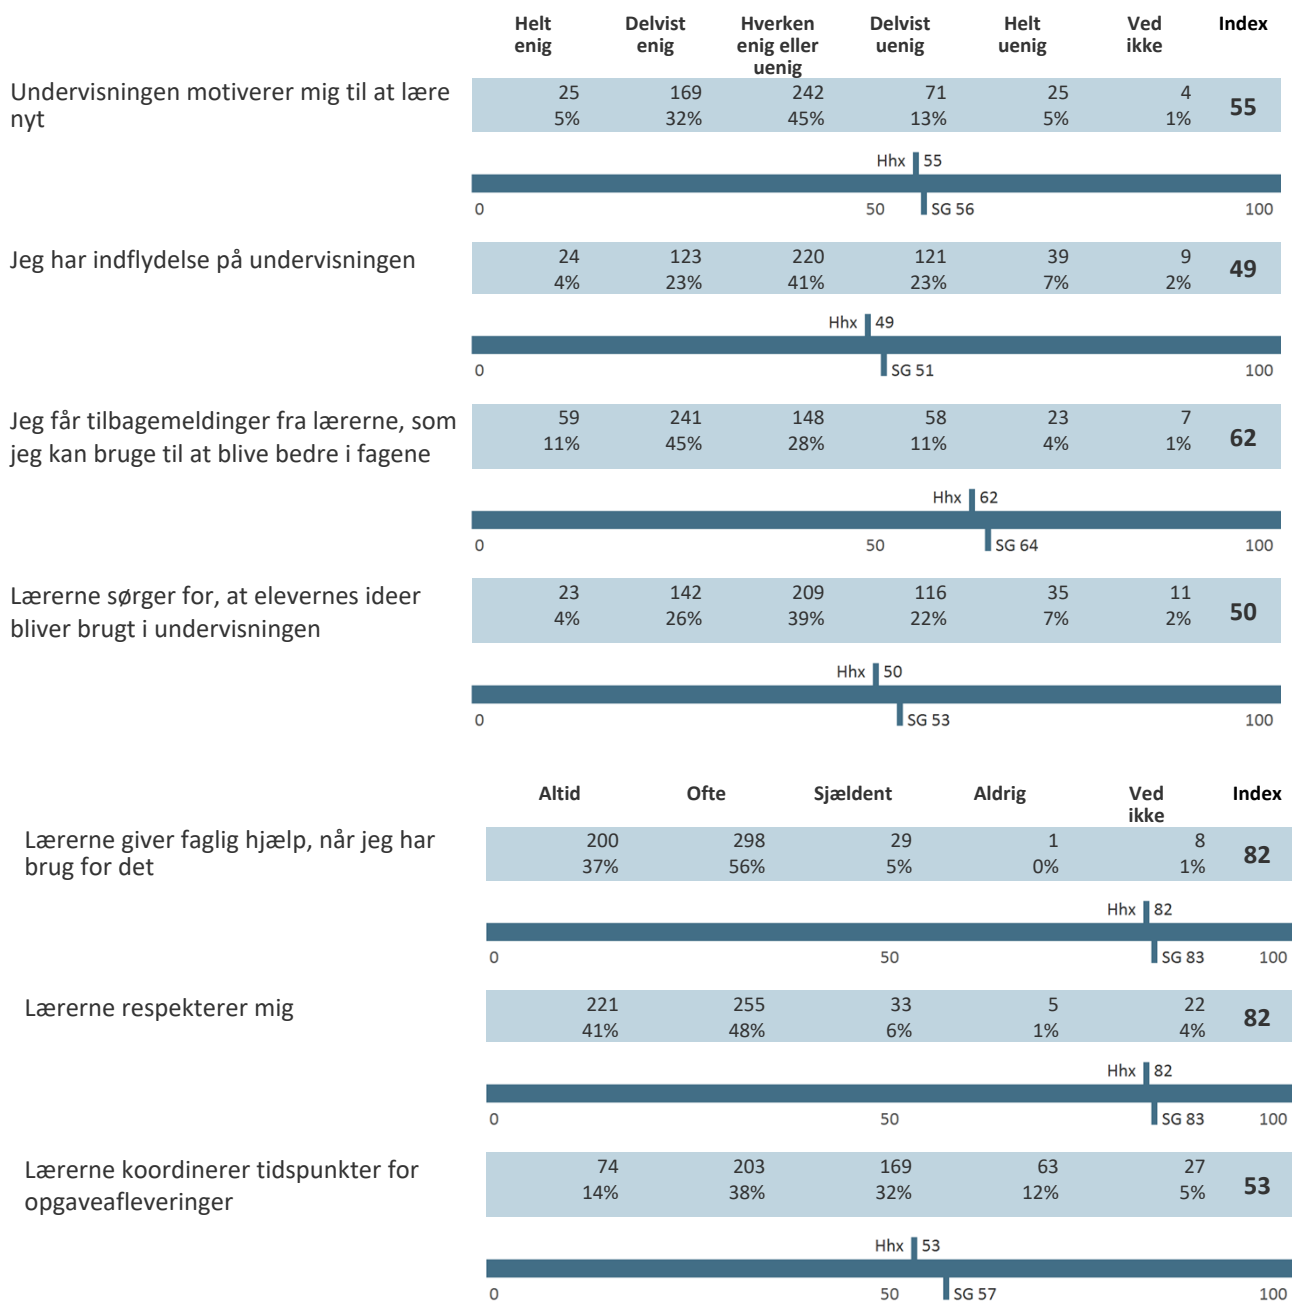 Helt enig Delvist enig Hverken enig eller uenig Delvist uenig Helt uenig Ved ikke Index
Undervisningen motiverer mig til at lære
nyt
25 169 242 71 25 4
5% 32% 45% 13% 5% 1%
55
Hhx 55
0 50 SG 56 100
Jeg har indflydelse på undervisningen
24 123 220 121 39 9
4% 23% 41% 23% 7% 2%
49
Hhx 49
0 SG 51 100
Jeg får tilbagemeldinger fra lærerne, som
jeg kan bruge til at blive bedre i fagene
59 241 148 58 23 7
11% 45% 28% 11% 4% 1%
62
Hhx 62
0 50 SG 64 100
Lærerne sørger for, at elevernes ideer
bliver brugt i undervisningen
23 142 209 116 35 11
4% 26% 39% 22% 7% 2%
50
Hhx 50
0 SG 53 100
Altid Ofte Sjældent Aldrig Ved ikke Index
Lærerne giver faglig hjælp, når jeg har
brug for det
200 298 29 1 8
37% 56% 5% 0% 1%
82
Hhx 82
0 50 SG 83 100
Lærerne respekterer mig
221 255 33 5 22
41% 48% 6% 1% 4%
82
Hhx 82
0 50 SG 83 100
Lærerne koordinerer tidspunkter for
opgaveafleveringer
74 203 169 63 27
14% 38% 32% 12% 5%
53
Hhx 53
0 50 SG 57 100